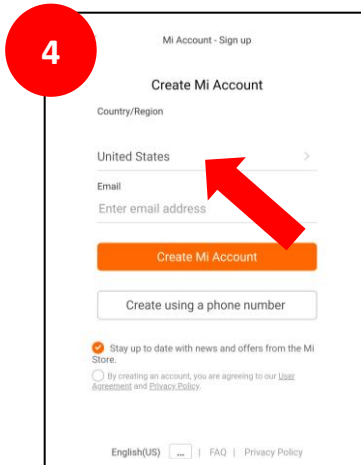 4
Mi Account - Sign up
Create Mi Account
Country/Region
United States
Email
Enter email address
Create Mi Account
Create using a phone number
Stay up to date with news and offers from the Mi
Store.
By creating an account, you are agreeing to our User
Agreement and Privacy Policy.
English(US) ... | FAQ | Privacy Policy